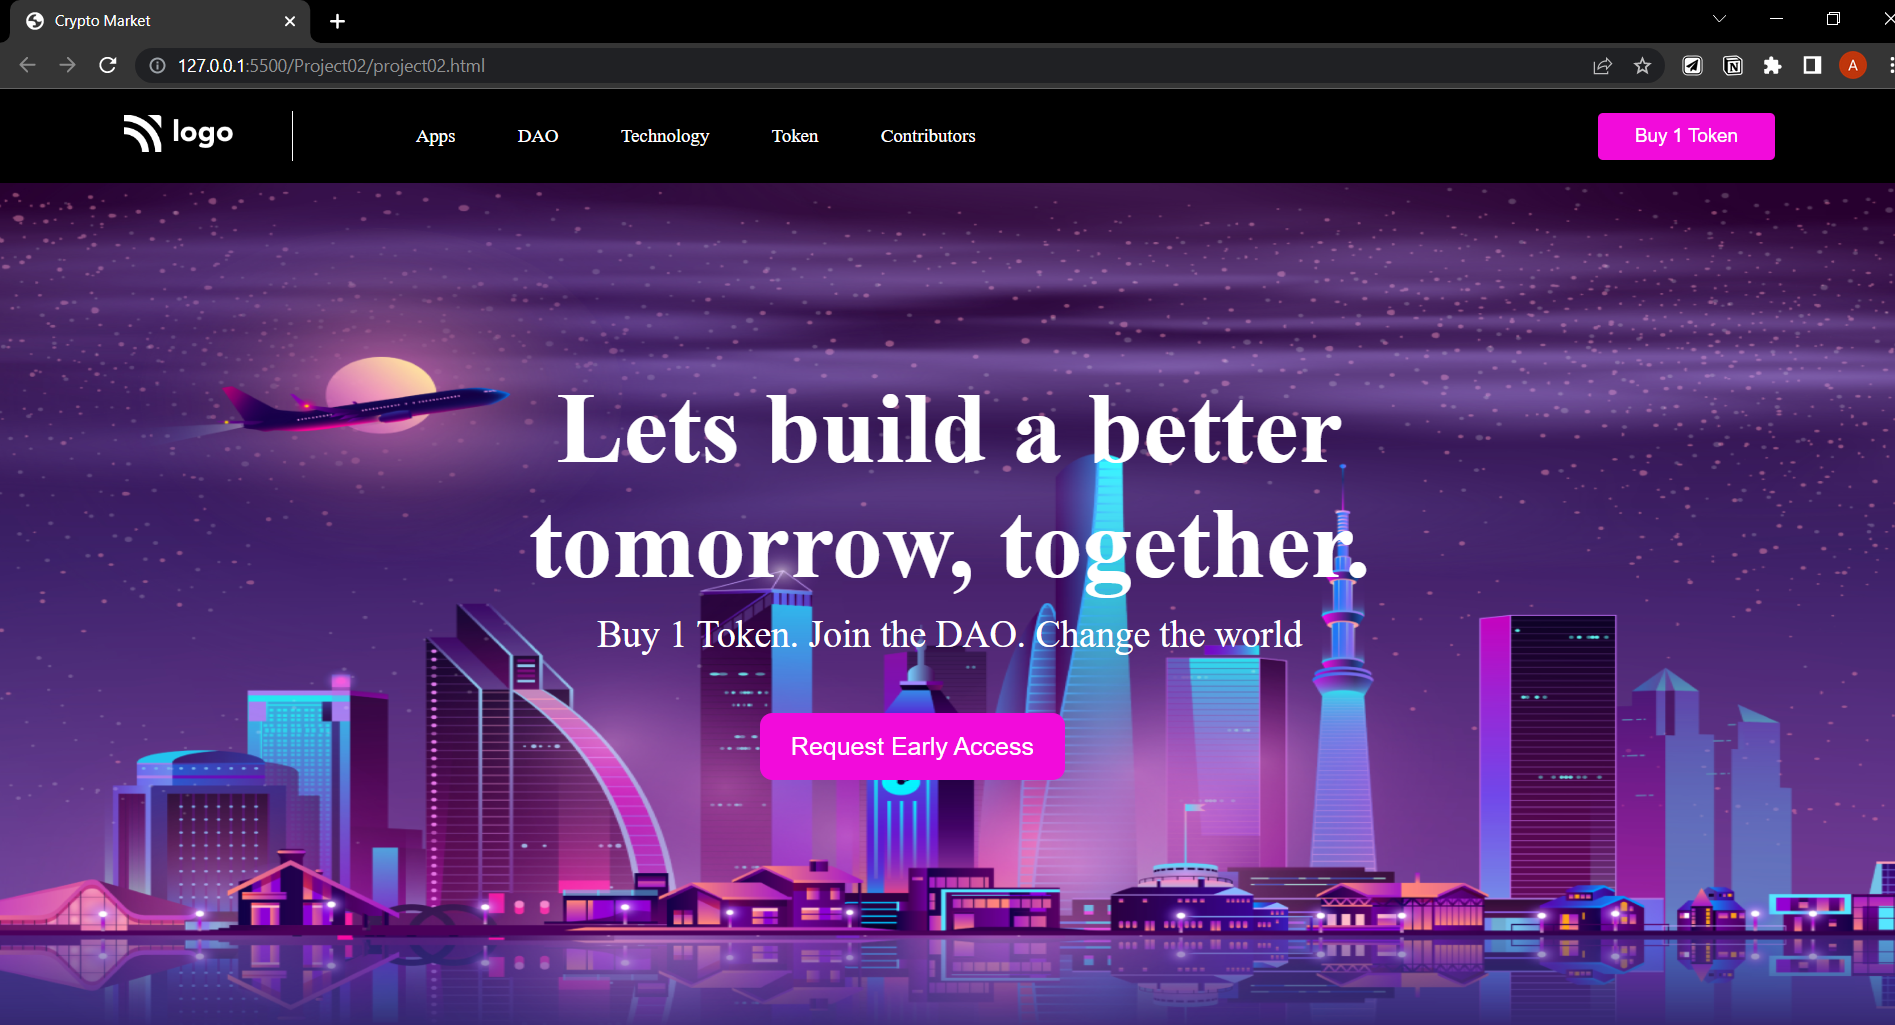 Crypto Market
127.0.0.1:5500/Project02/project02.html
A
logo
Apps DAO Technology Token Contributors
Buy 1 Token
Lets build a better
tomorrow, together.
Buy 1 Token. Join the DAO. Change the world
Request Early Access